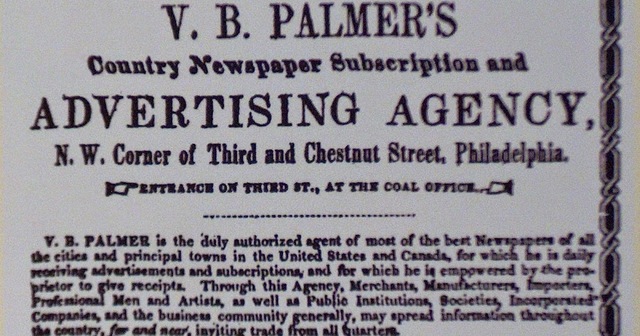 V. B. PALMER'S
Country Newspaper Subscription and
ADVERTISING AGENCY,
N. W. Corner of Third and Chestnut Street, Philadelphia.
ENTRANCE ON THIRD ST., AT THE COAL OFFICE.
V. B. PALMER is the duly authorized agent of most of the best Newspapers of all
the cities and principal towns in the United States and Canada, for which he is daily
receiving advertisements and subscriptions, and for which he is empowered by the pro-
prietor to give receipts. Through this Agency, Merchants, Manufacturers, Importers,
Professional Men and Artists, as well as Public Institutions, Societies, Incorporated
Companies, and the business community generally, may spread information throughout
the country, far and near, inviting trade from all quarters.